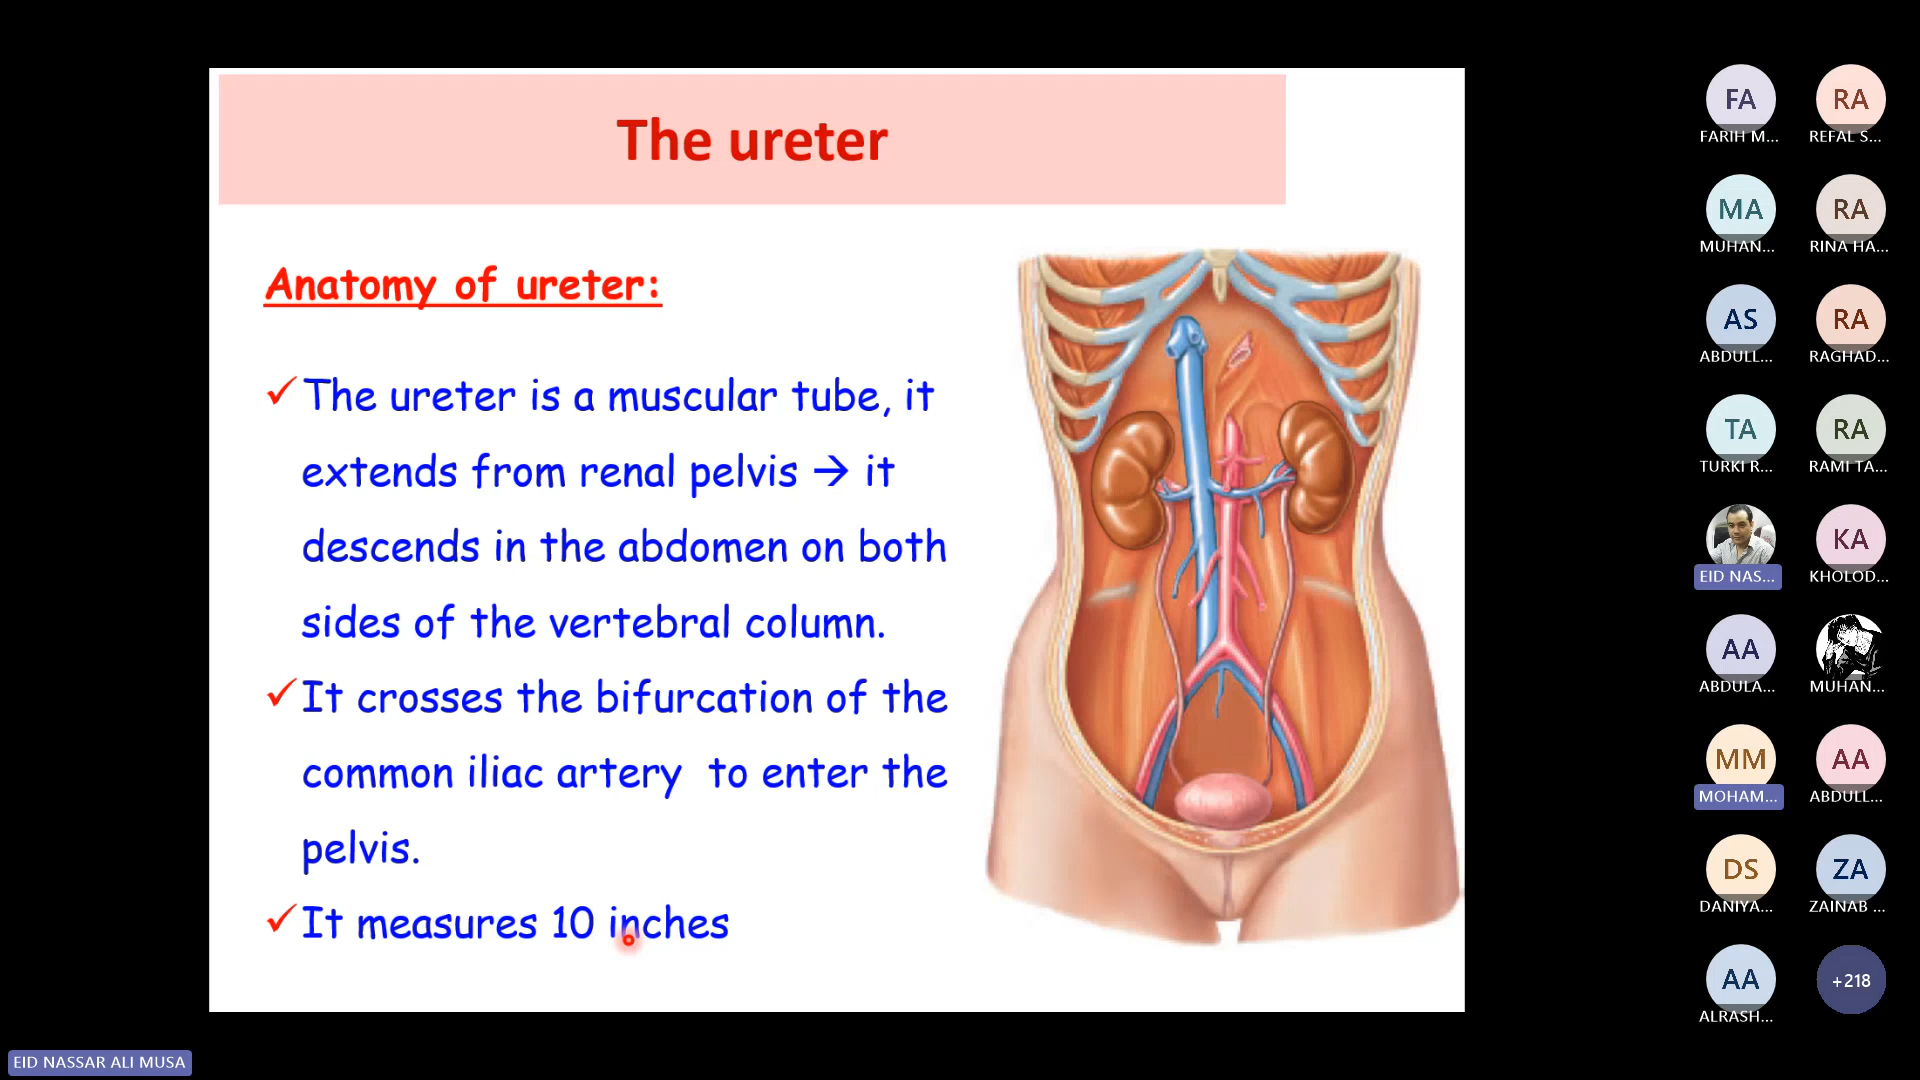 The ureter
Anatomy of ureter:
✓The ureter is a muscular tube, it
extends from renal pelvis → it
descends in the abdomen on both
sides of the vertebral column.
✓It crosses the bifurcation of the
common iliac artery to enter the
pelvis.
✓It measures 10 inches
FA
FARIH M...
RA
REFAL S...
MA
MUHAN...
RA
RINA HA...
AS
ABDULL...
RA
RAGHAD...
TA
TURKI R...
RA
RAMI TA...
EID NAS...
KA
KHOLOD...
AA
ABDULA...
MUHAN...
MM
MOHAM...
AA
ABDULL...
DS
DANIYA...
ZA
ZAINAB ...
AA
ALRASH...
+218
EID NASSAR ALI MUSA